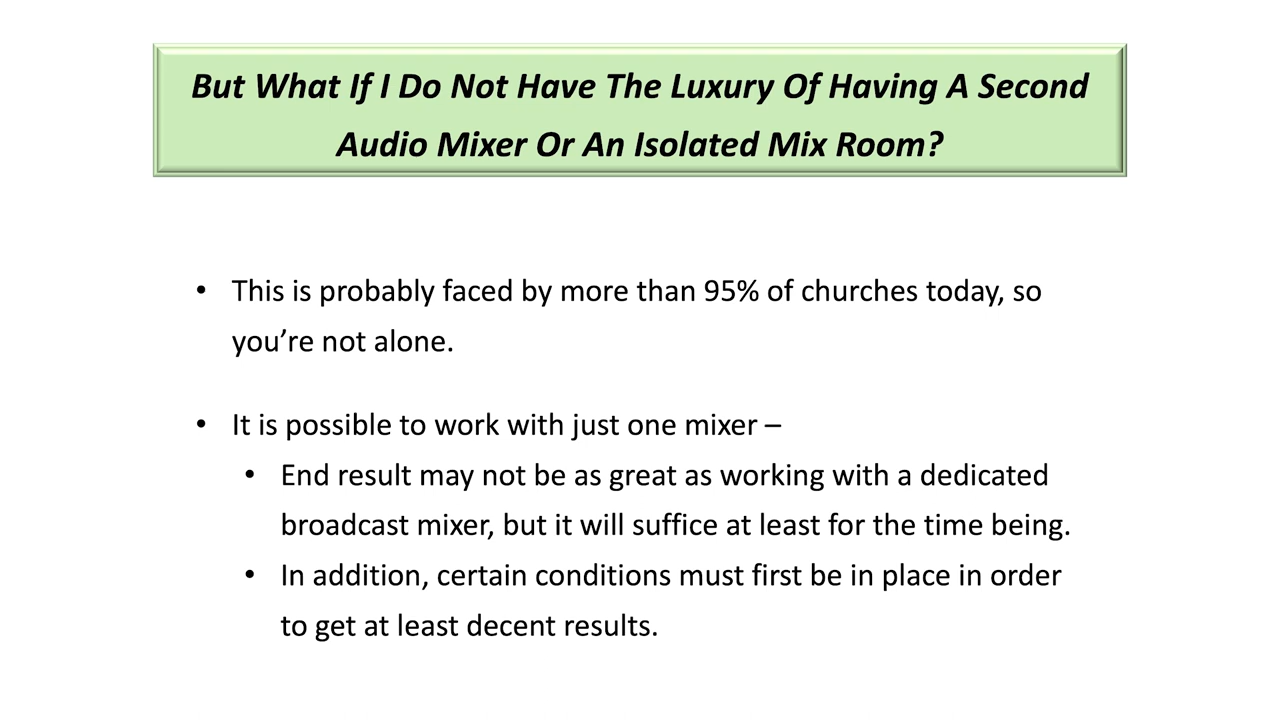 But What If I Do Not Have The Luxury Of Having A Second
Audio Mixer Or An Isolated Mix Room?
• This is probably faced by more than 95% of churches today, so
you’re not alone.
• It is possible to work with just one mixer –
• End result may not be as great as working with a dedicated
broadcast mixer, but it will suffice at least for the time being.
• In addition, certain conditions must first be in place in order
to get at least decent results.